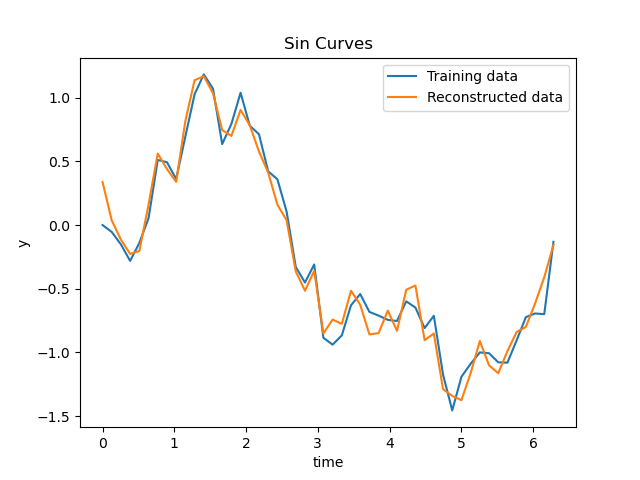 Sin Curves
Training data
Reconstructed data
1.0
0.5
0.0
−0.5
−1.0
−1.5
y
0 1 2 3 4 5 6
time